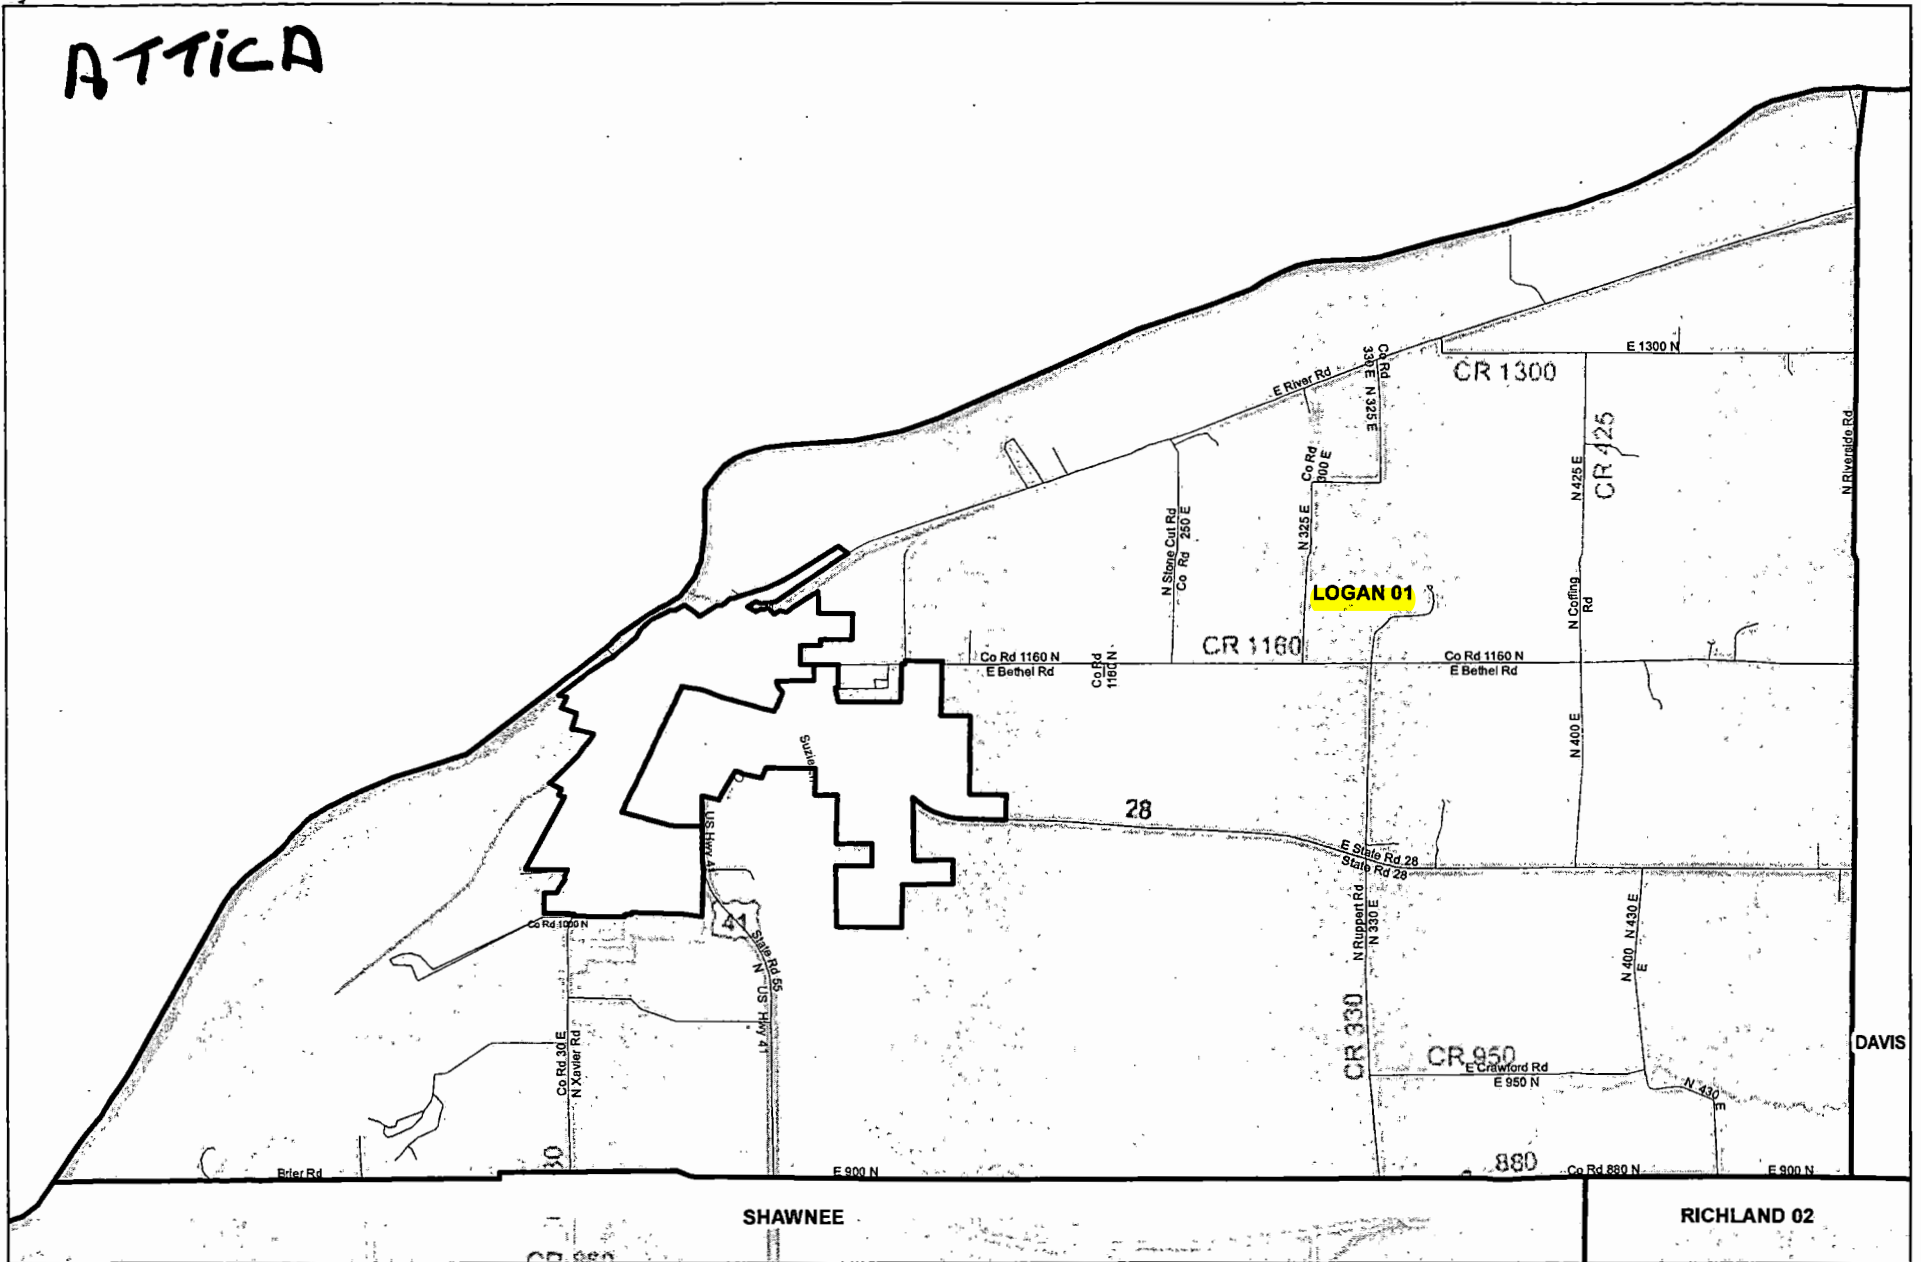 ATTICA
E 1300 N
CR 1300
Co Rd
330 E N 325 E
E River Rd
CR 425
N 425 E
N Riverside Rd
Co Rd
300 E
N Stone Cut Rd
Co Rd 250 E
N 325 E
LOGAN 01
N Coffing
Rd
CR 1160
Co Rd 1160 N
E Bethel Rd
Co Rd
1160 N
Co Rd 1160 N
E Bethel Rd
N 400 E
28
US Hwy 4
E State Rd 28
State Rd 28
41
Co Rd 1000 N
State Rd 55
N US Hwy 41
N Ruppert Rd
N 330 E
N 400 N 430 E
E
CR 330
CR 950
E Crawford Rd
E 950 N
DAVIS
Co Rd 30 E
N Xavier Rd
N 430
E
30
880
Brier Rd
E 900 N
Co Rd 880 N
E 900 N
SHAWNEE
RICHLAND 02